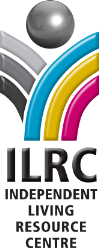 ILRC
INDEPENDENT
LIVING
RESOURCE
CENTRE